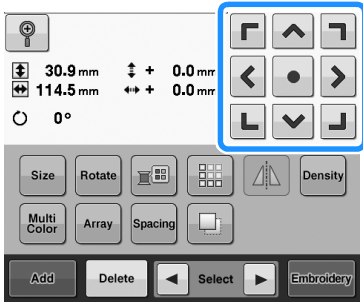 30.9 mm + 0.0 mm
114.5 mm + 0.0 mm
0°
Size Rotate Density
Multi Color Array Spacing
Add Delete Select Embroidery